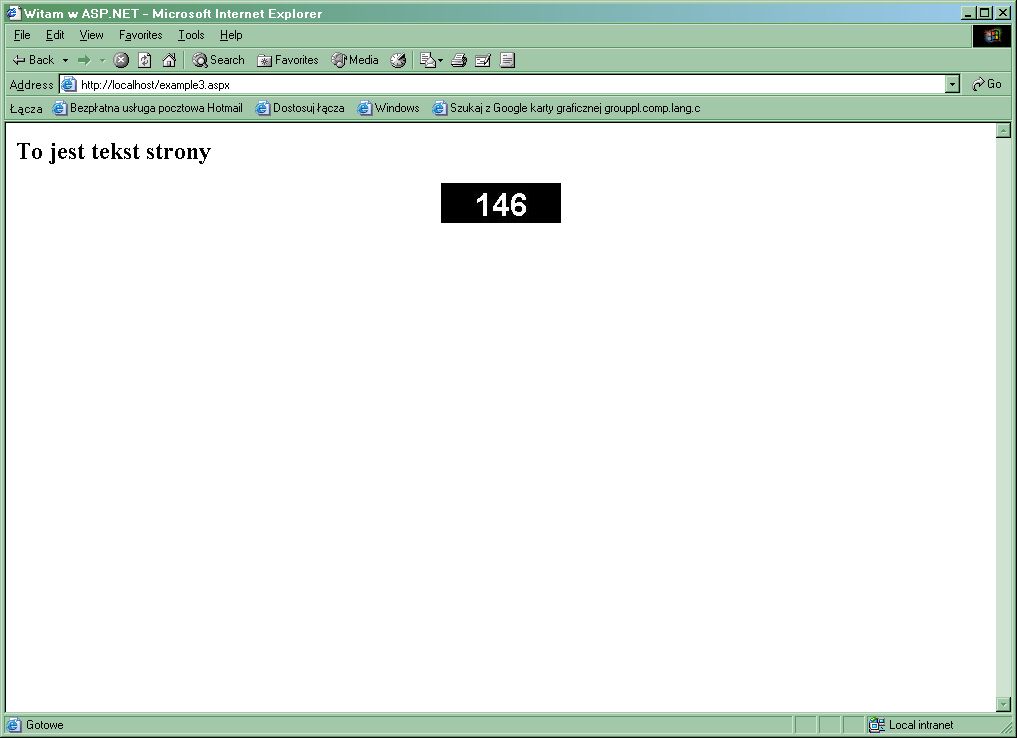 Witam w ASP.NET - Microsoft Internet Explorer
File Edit View Favorites Tools Help
Back Search Favorites Media
Address http://localhost/example3.aspx Go
Łącza Bezpłatna usługa pocztowa Hotmail Dostosuj łącza Windows Szukaj z Google karty graficznej grouppl.comp.lang.c
To jest tekst strony
146
Gotowe Local intranet